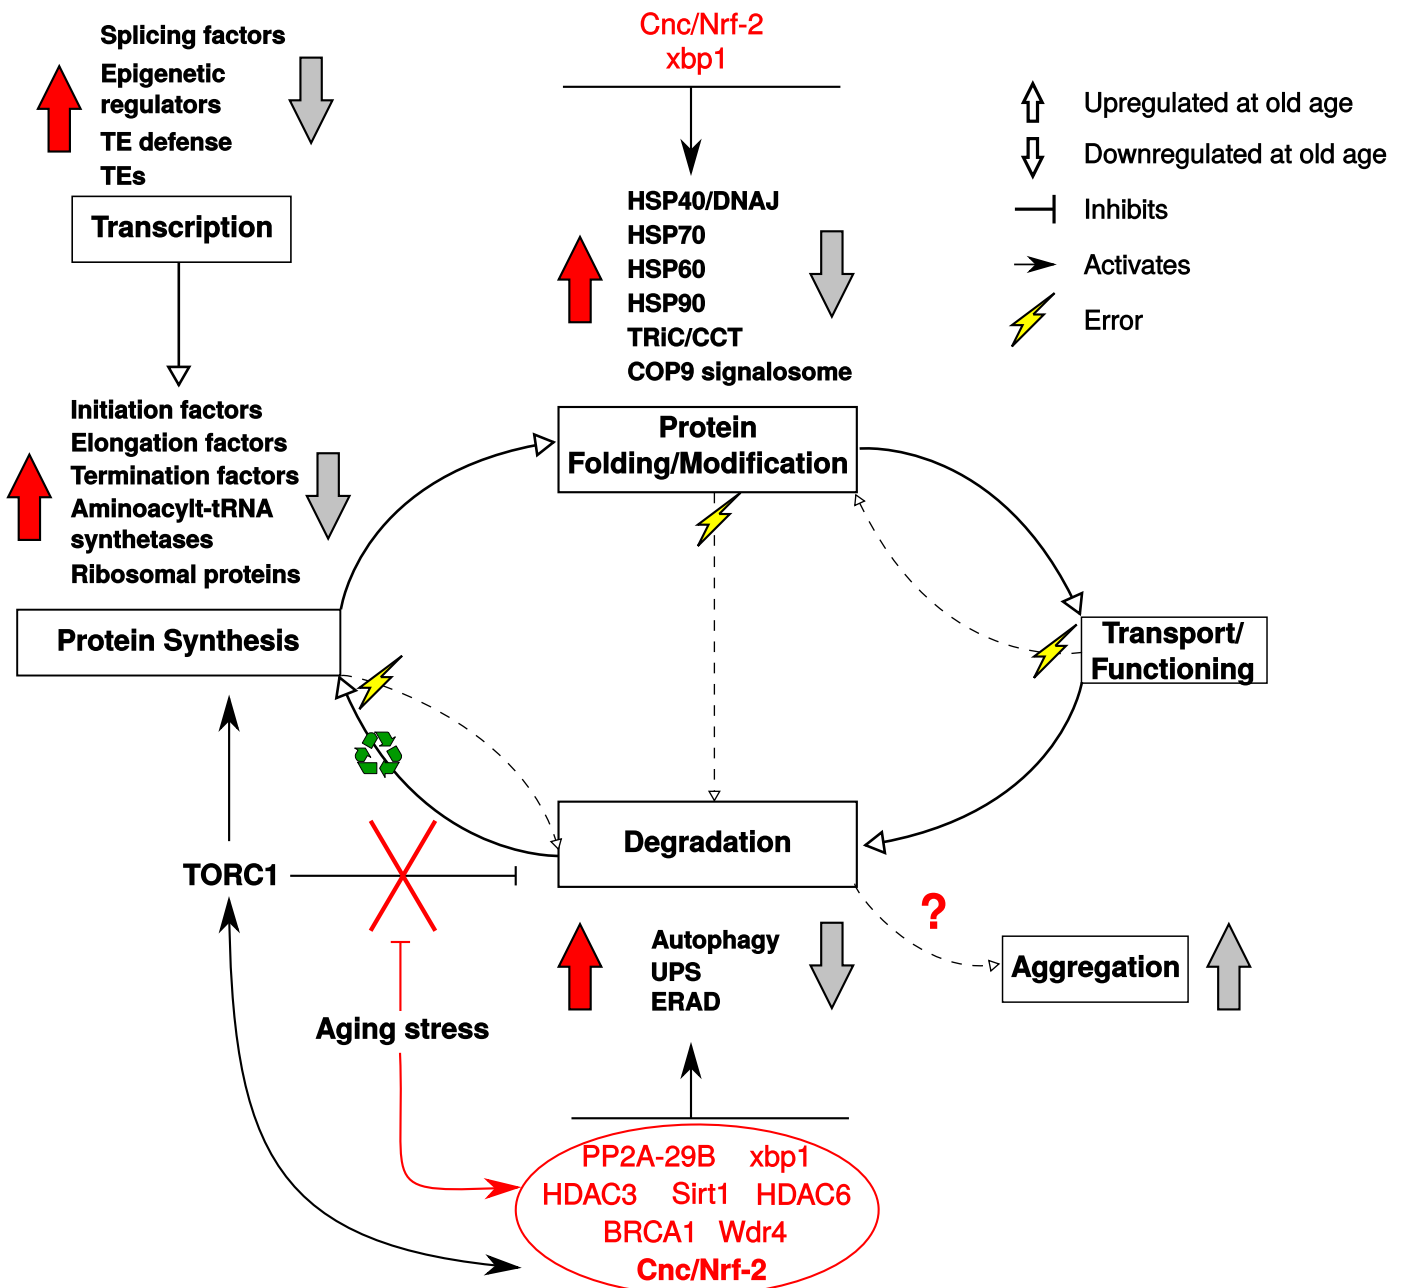 Splicing factors
Epigenetic
regulators
TE defense
TEs
Transcription
Initiation factors
Elongation factors
Termination factors
Aminoacylt-tRNA
synthetases
Ribosomal proteins
Protein Synthesis
Cnc/Nrf-2
xbp1
HSP40/DNAJ
HSP70
HSP60
HSP90
TRiC/CCT
COP9 signalosome
Protein
Folding/Modification
Upregulated at old age
Downregulated at old age
Inhibits
Activates
Error
Transport/
Functioning
Degradation
TORC1
?
Aggregation
Autophagy
UPS
ERAD
Aging stress
PP2A-29B xbp1
HDAC3 Sirt1 HDAC6
BRCA1 Wdr4
Cnc/Nrf-2